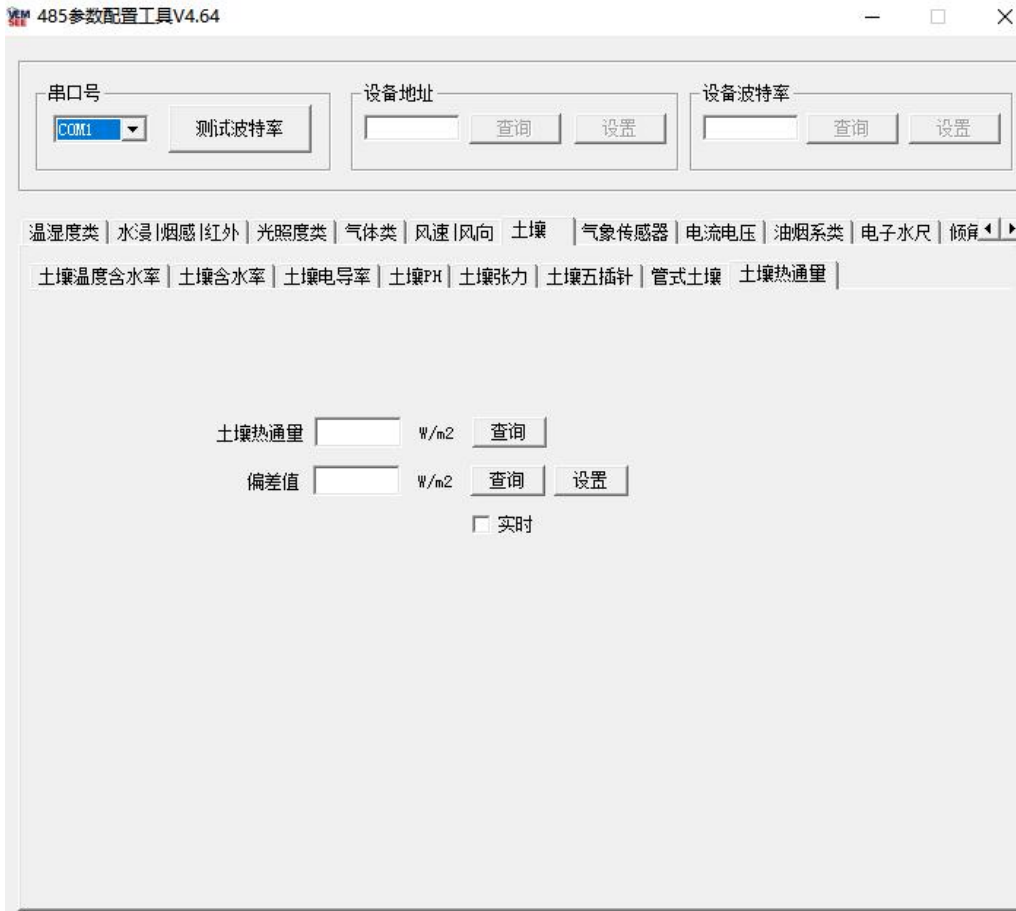 VEM SEE 485参数配置工具V4.64
串口号 设备地址 设备波特率
COM1 测试波特率 查询 设置 查询 设置
温湿度类 水浸|烟感|红外 光照度类 气体类 风速|风向 土壤 气象传感器 电流电压 油烟系类 电子水尺 倾角
土壤温度含水率 土壤含水率 土壤电导率 土壤PH 土壤张力 土壤五插针 管式土壤 土壤热通量
土壤热通量 W/m2 查询
偏差值 W/m2 查询 设置
实时